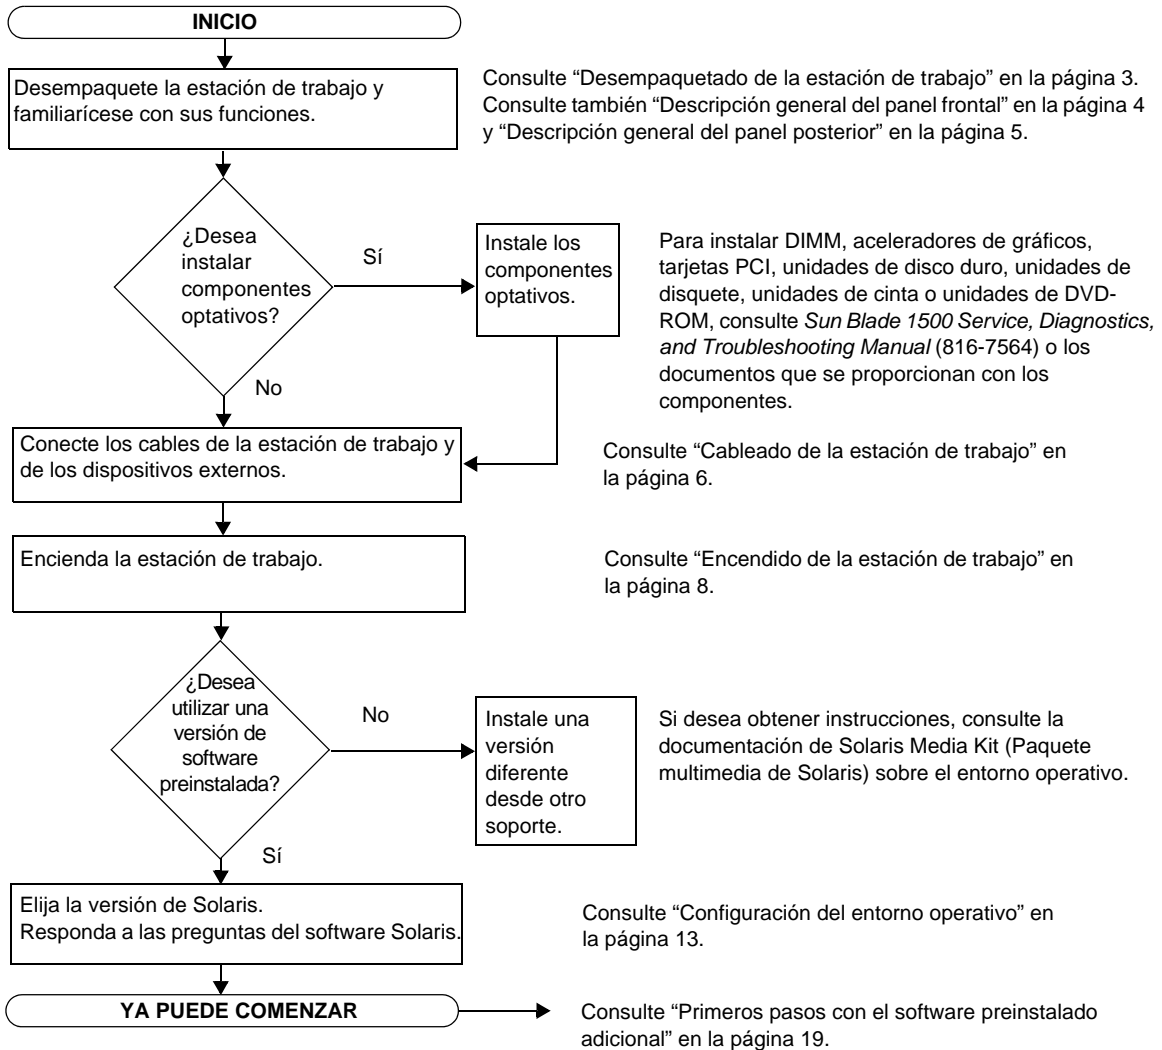 INICIO
Desempaquete la estación de trabajo y
familiarícese con sus funciones.
Consulte “Desempaquetado de la estación de trabajo” en la página 3.
Consulte también “Descripción general del panel frontal” en la página 4
y “Descripción general del panel posterior” en la página 5.
¿Desea
instalar
componentes
optativos?
Sí
Instale los
componentes
optativos.
Para instalar DIMM, aceleradores de gráficos,
tarjetas PCI, unidades de disco duro, unidades de
disquete, unidades de cinta o unidades de DVD-
ROM, consulte Sun Blade 1500 Service, Diagnostics,
and Troubleshooting Manual (816-7564) o los
documentos que se proporcionan con los
componentes.
No
Conecte los cables de la estación de trabajo y
de los dispositivos externos.
Consulte “Cableado de la estación de trabajo” en
la página 6.
Encienda la estación de trabajo.
Consulte “Encendido de la estación de trabajo” en
la página 8.
¿Desea
utilizar una
versión de
software
preinstalada?
No
Instale una
versión
diferente
desde otro
soporte.
Si desea obtener instrucciones, consulte la
documentación de Solaris Media Kit (Paquete
multimedia de Solaris) sobre el entorno operativo.
Sí
Elija la versión de Solaris.
Responda a las preguntas del software Solaris.
Consulte “Configuración del entorno operativo” en
la página 13.
YA PUEDE COMENZAR
Consulte “Primeros pasos con el software preinstalado
adicional” en la página 19.